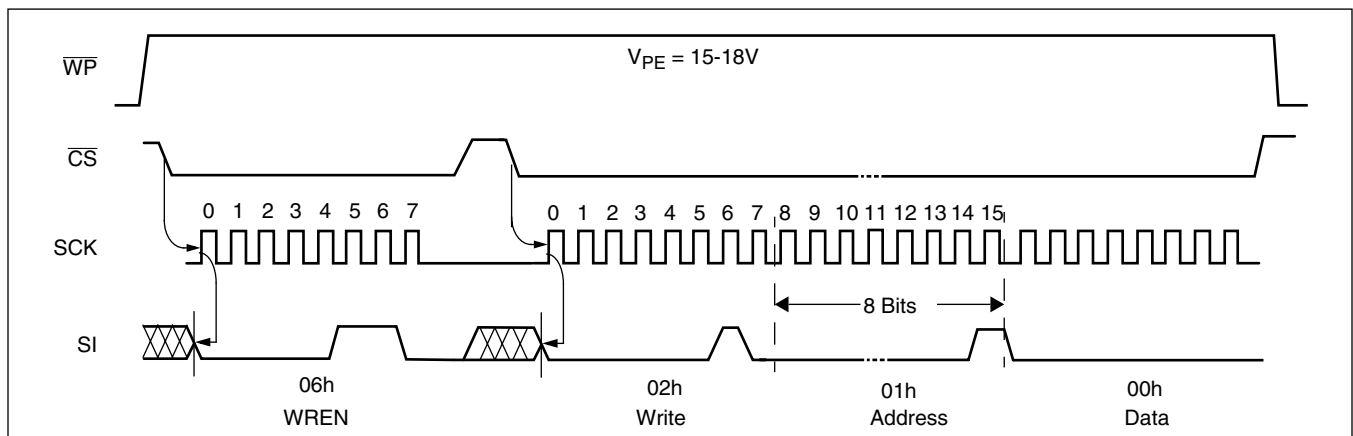 WP
V_PE = 15-18V
CS
0 1 2 3 4 5 6 7
0 1 2 3 4 5 6 7 8 9 10 11 12 13 14 15
SCK
8 Bits
SI
06h 02h 01h 00h
WREN Write Address Data